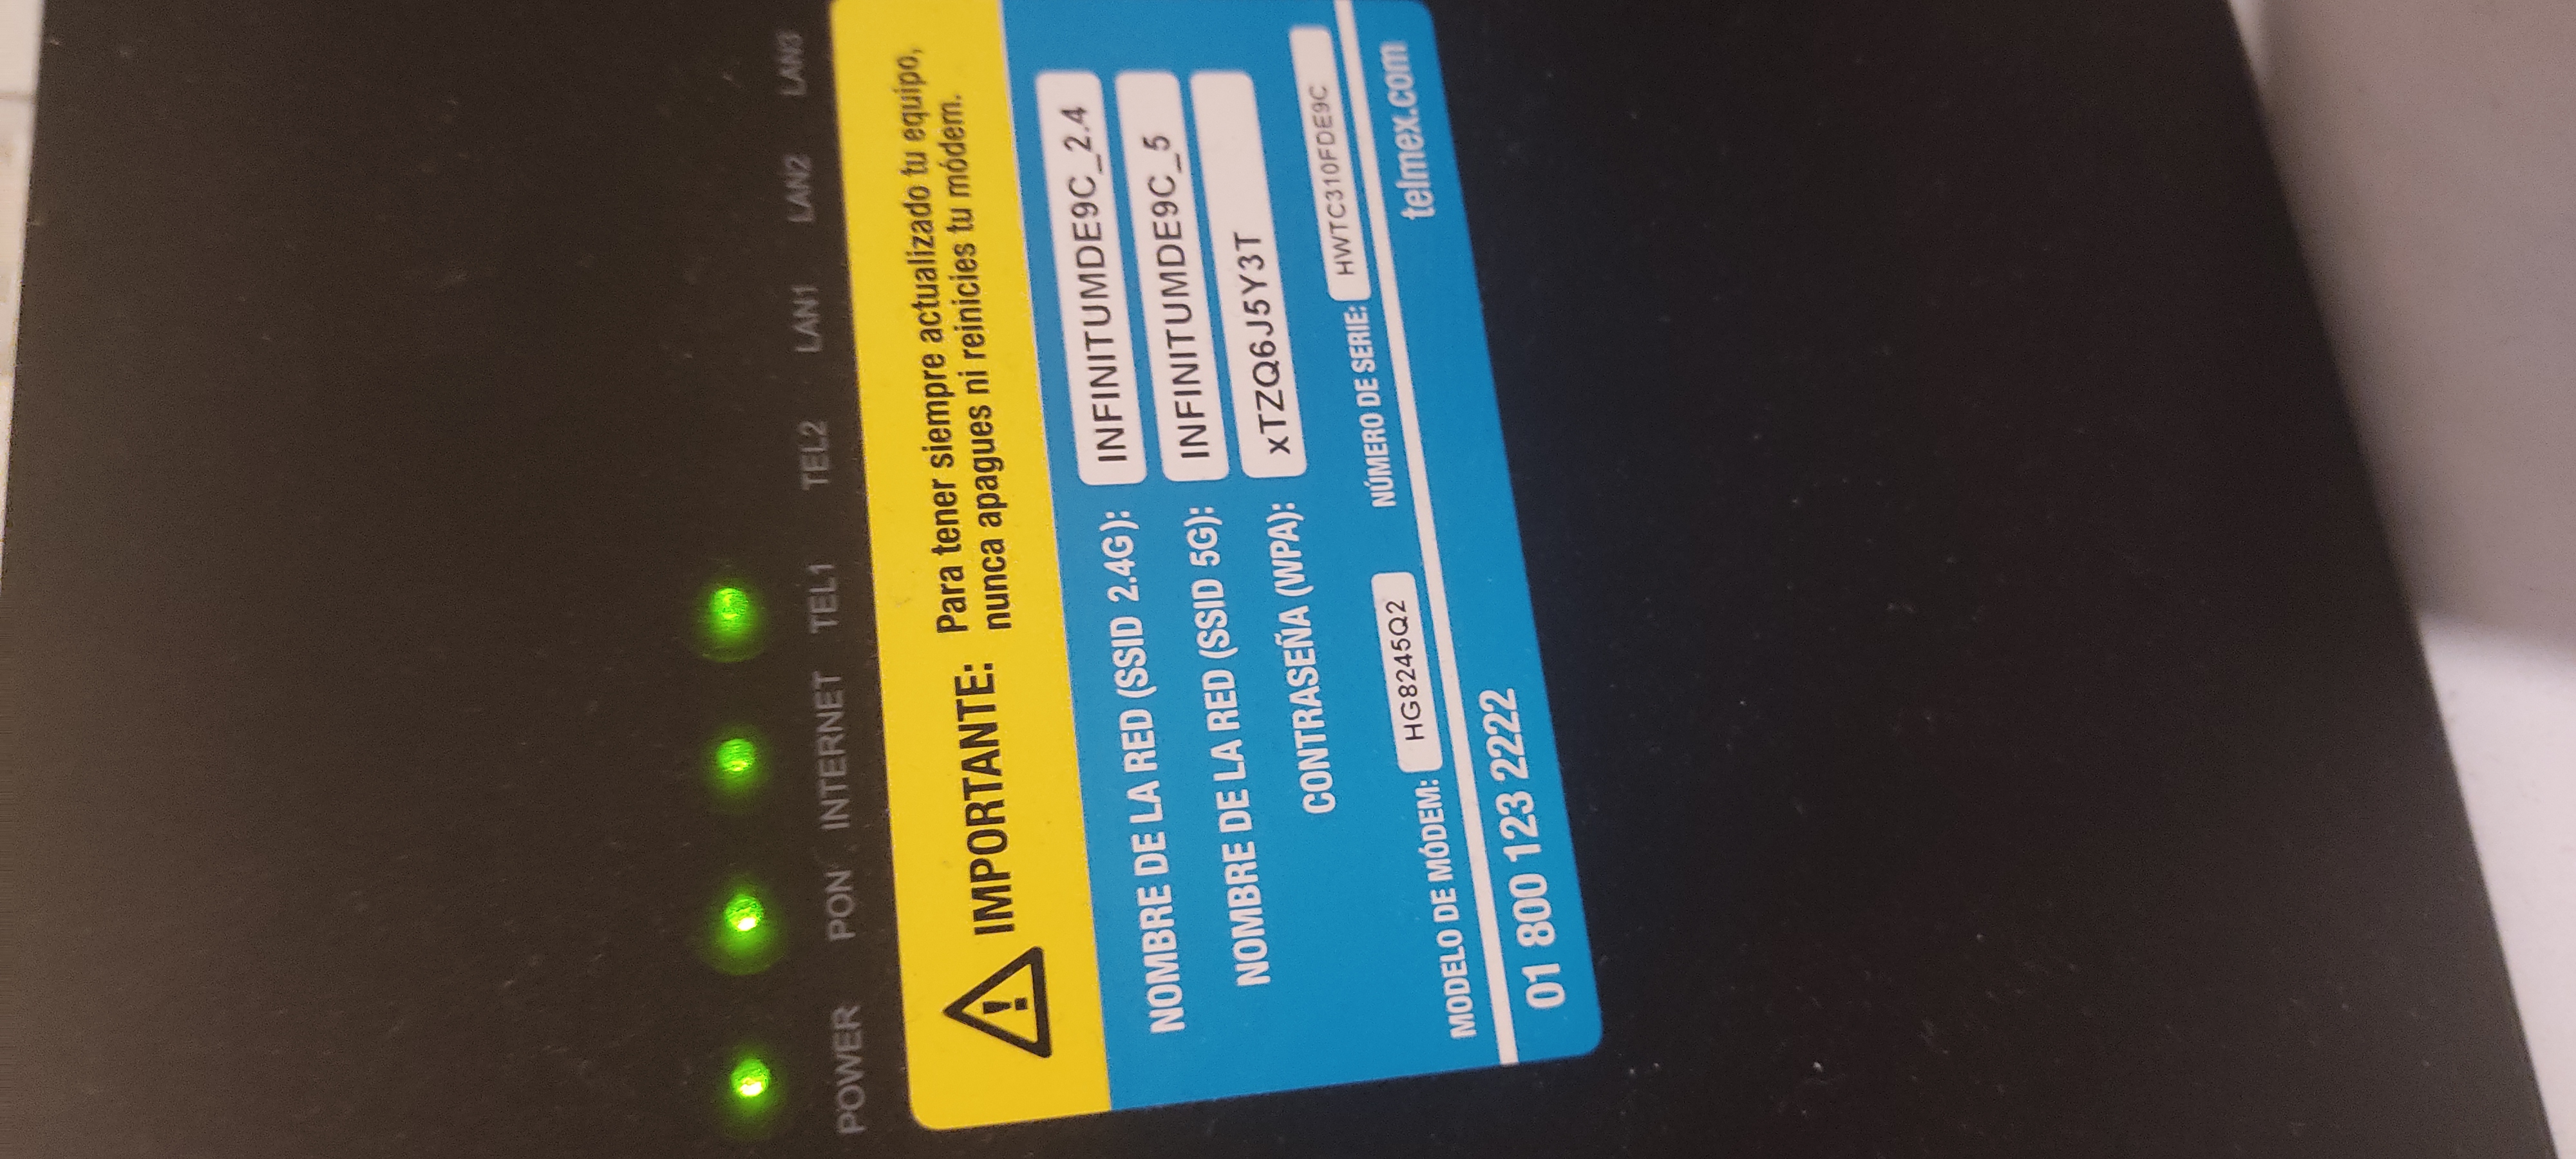 POWER PON INTERNET TEL1 TEL2 LAN1 LAN2 LAN3
IMPORTANTE: Para tener siempre actualizado tu equipo,
nunca apagues ni reinicies tu módem.
NOMBRE DE LA RED (SSID 2.4G): INFINITUMDE9C_2.4
NOMBRE DE LA RED (SSID 5G): INFINITUMDE9C_5
CONTRASEÑA (WPA): xTZQ6J5Y3T
MODELO DE MÓDEM: HG8245Q2 NÚMERO DE SERIE: HWTC310FDE9C
01 800 123 2222 telmex.com